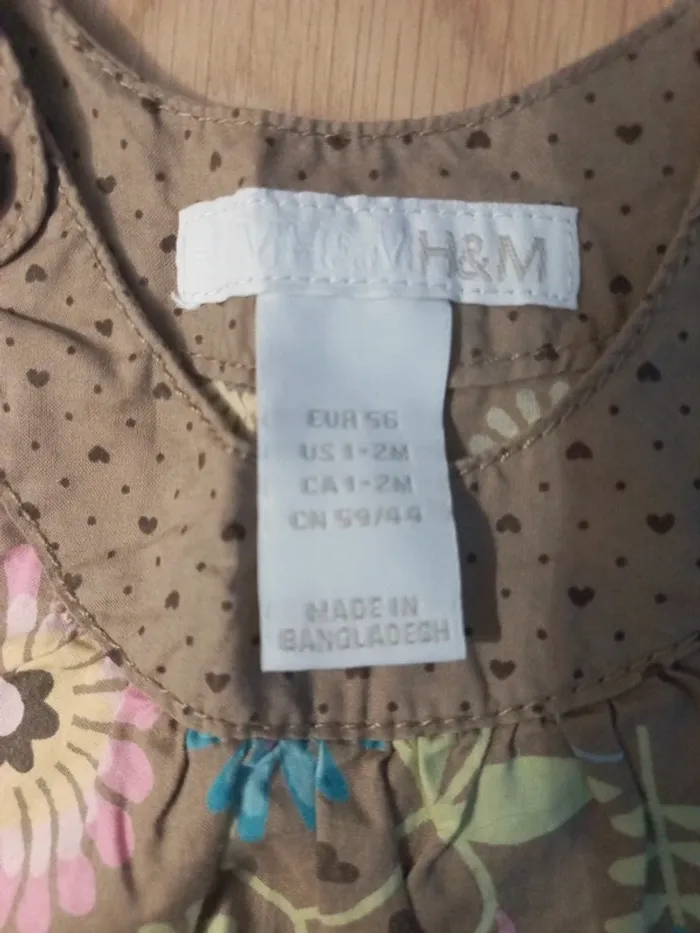 H&M H&M
EUR 56
US 1-2M
CA 1-2M
CN 59/44
MADE IN
BANGLADESH